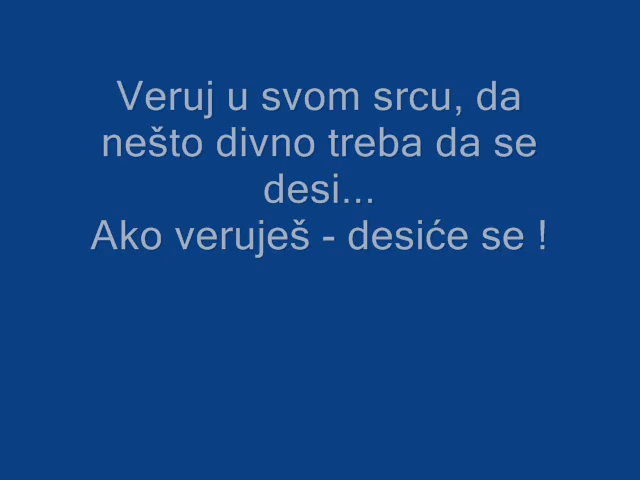 Veruj u svom srcu, da
nešto divno treba da se
desi...
Ako veruješ - desiće se !